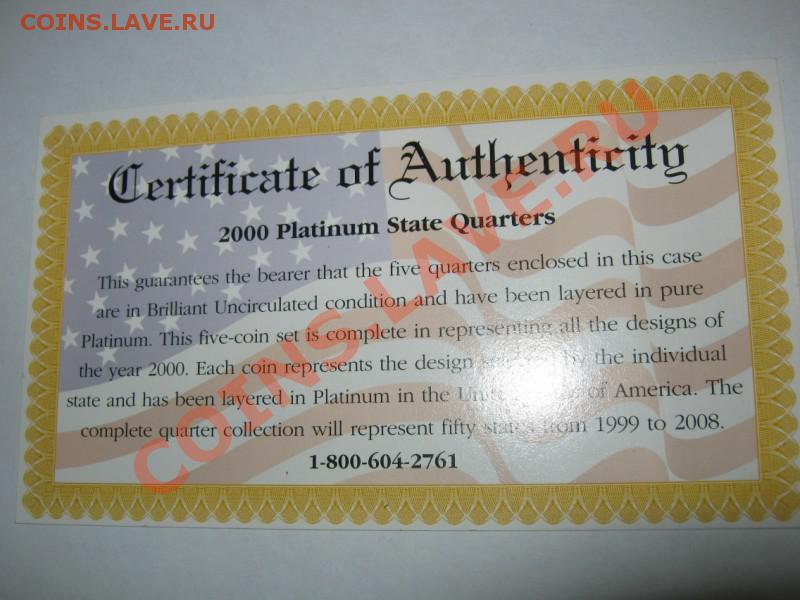 COINS.LAVE.RU
Certificate of Authenticity
2000 Platinum State Quarters
This guarantees the bearer that the five quarters enclosed in this case
are in Brilliant Uncirculated condition and have been layered in pure
Platinum. This five-coin set is complete in representing all the designs of
the year 2000. Each coin represents the design by the individual
state and has been layered in Platinum in the of America. The
complete quarter collection will represent fifty states from 1999 to 2008.
1-800-604-2761
COINS-LAVE.RU